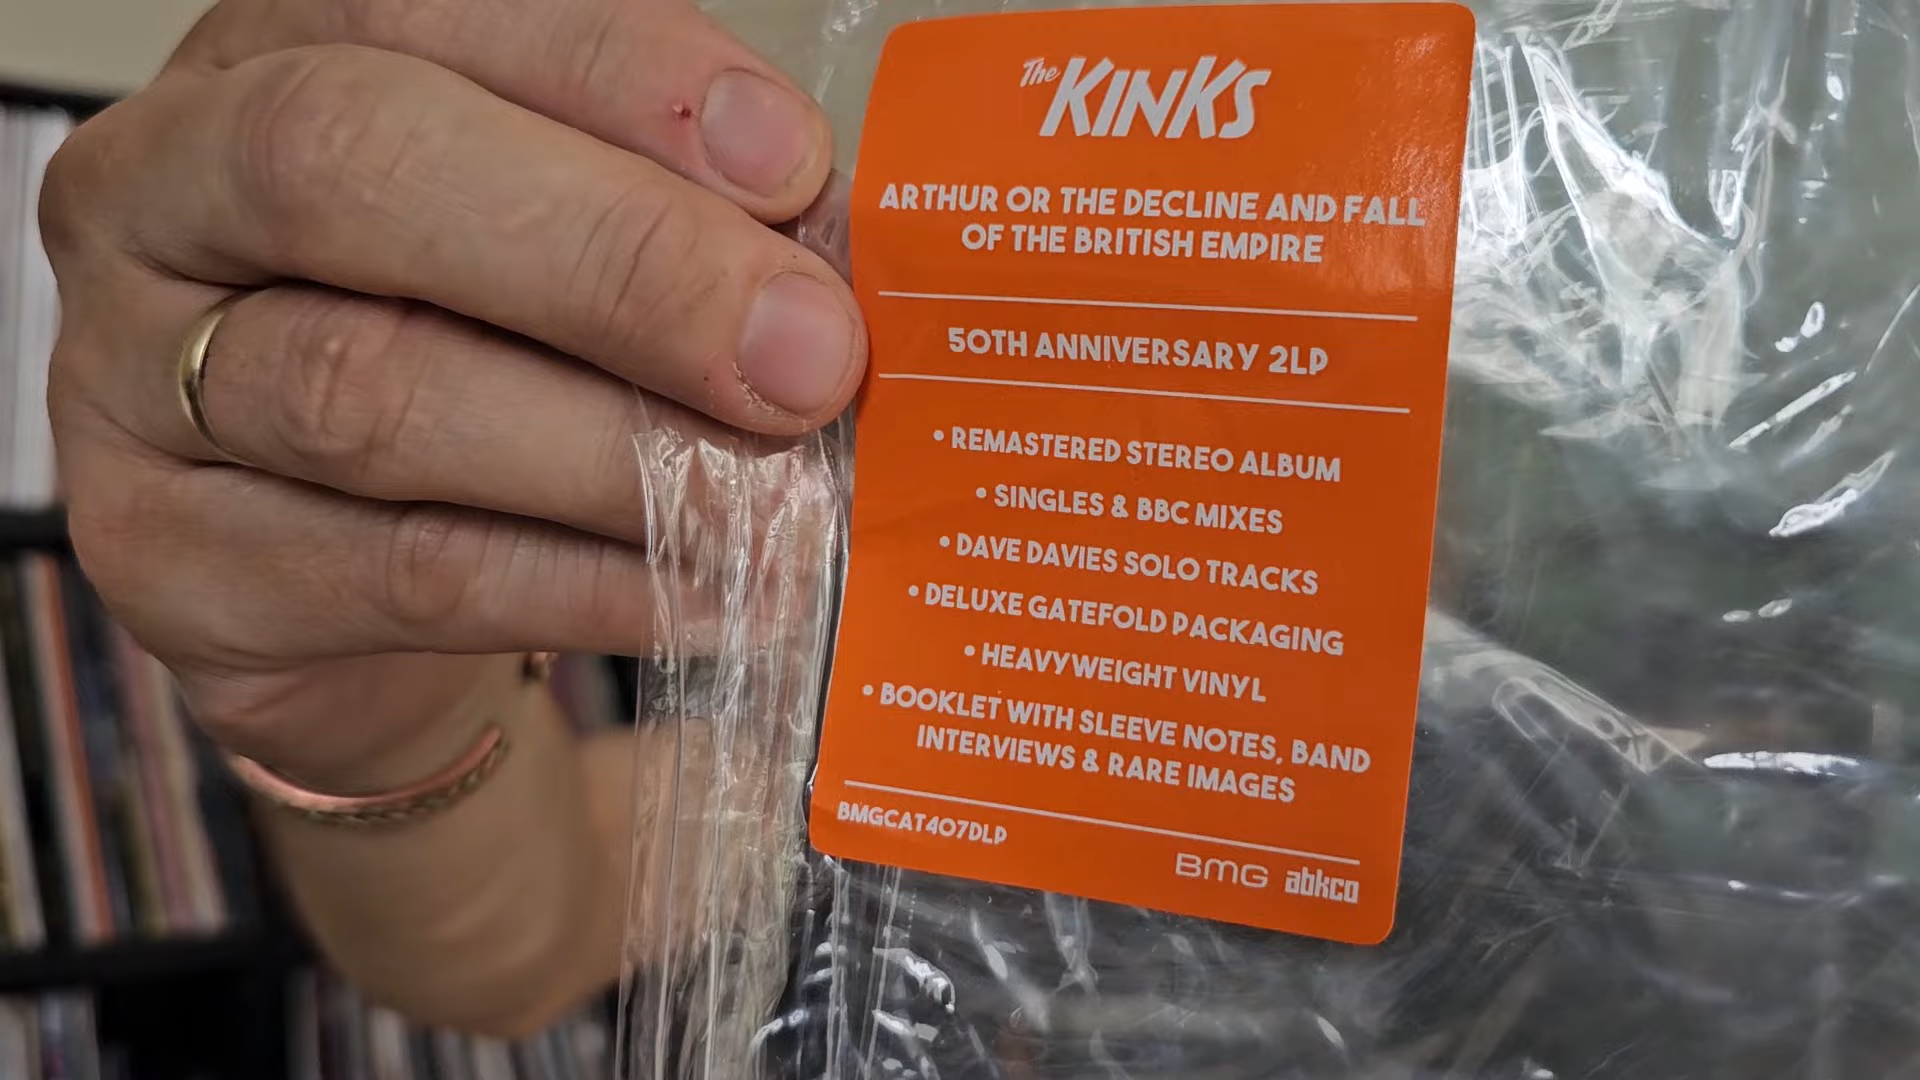 The KINKS
ARTHUR OR THE DECLINE AND FALL
OF THE BRITISH EMPIRE
50TH ANNIVERSARY 2LP
• REMASTERED STEREO ALBUM
• SINGLES & BBC MIXES
• DAVE DAVIES SOLO TRACKS
• DELUXE GATEFOLD PACKAGING
• HEAVYWEIGHT VINYL
• BOOKLET WITH SLEEVE NOTES, BAND
INTERVIEWS & RARE IMAGES
BMGCAT407DLP
BMG abkco